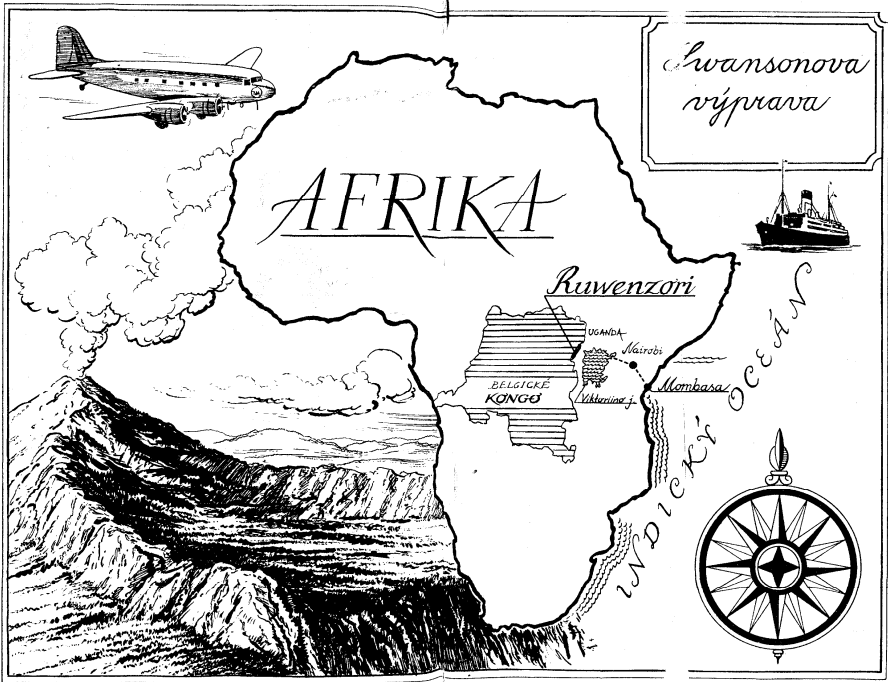 Swansonova
výprava
AFRIKA
Ruwenzori
UGANDA
Nairobi
BELGICKÉ
KONGO
Viktoriino j.
Mombasa
INDICKÝ OCEÁN